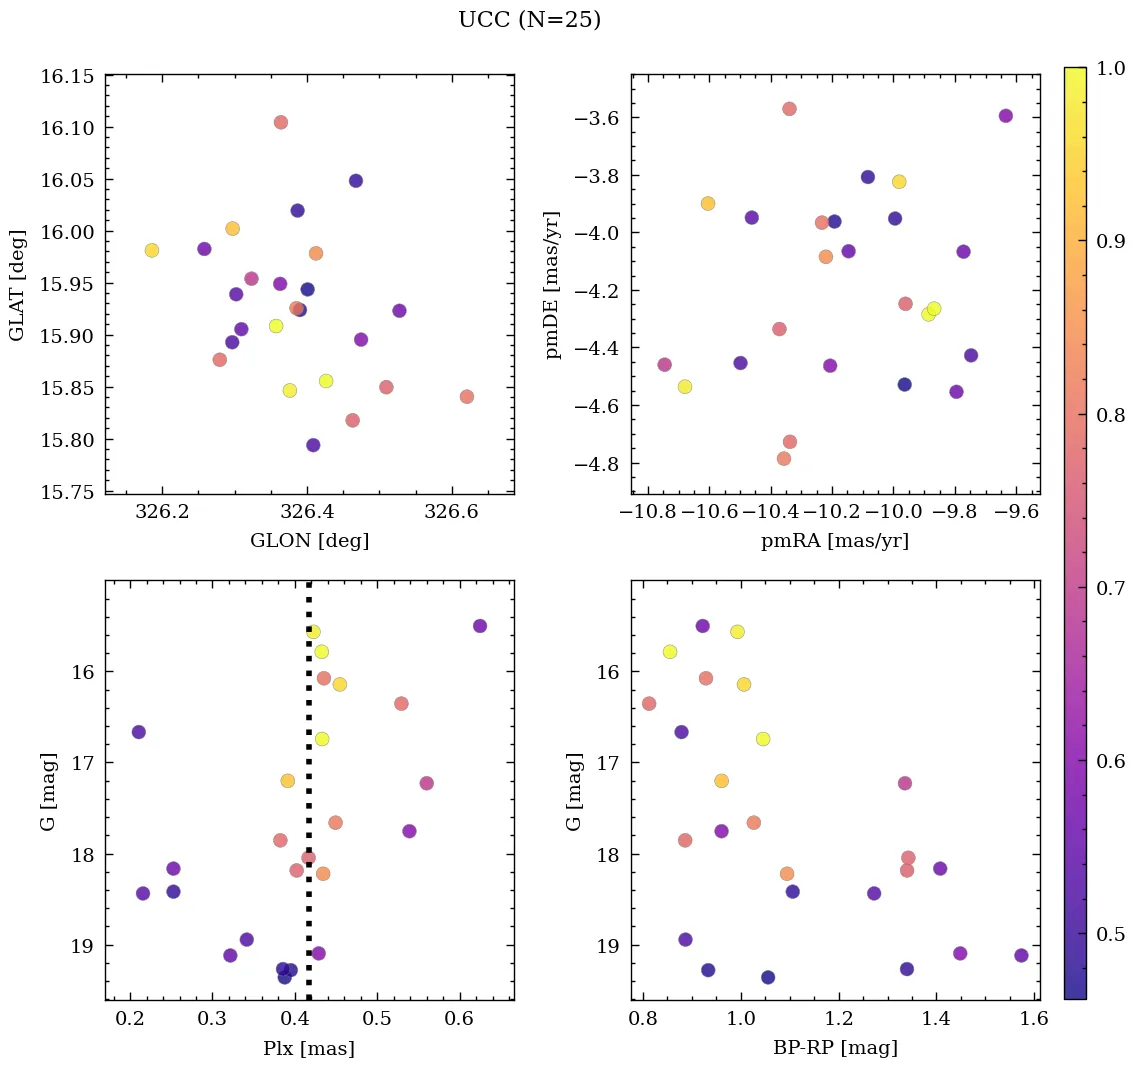 UCC (N=25)
16.15
16.10
16.05
16.00
15.95
15.90
15.85
15.80
15.75
GLAT [deg]
326.2 326.4 326.6
GLON [deg]
−3.6
−3.8
−4.0
−4.2
−4.4
−4.6
−4.8
pmDE [mas/yr]
−10.8 −10.6 −10.4 −10.2 −10.0 −9.8 −9.6
pmRA [mas/yr]
1.0
0.9
0.8
0.7
0.6
0.5
16
17
18
19
G [mag]
0.2 0.3 0.4 0.5 0.6
Plx [mas]
16
17
18
19
G [mag]
0.8 1.0 1.2 1.4 1.6
BP-RP [mag]